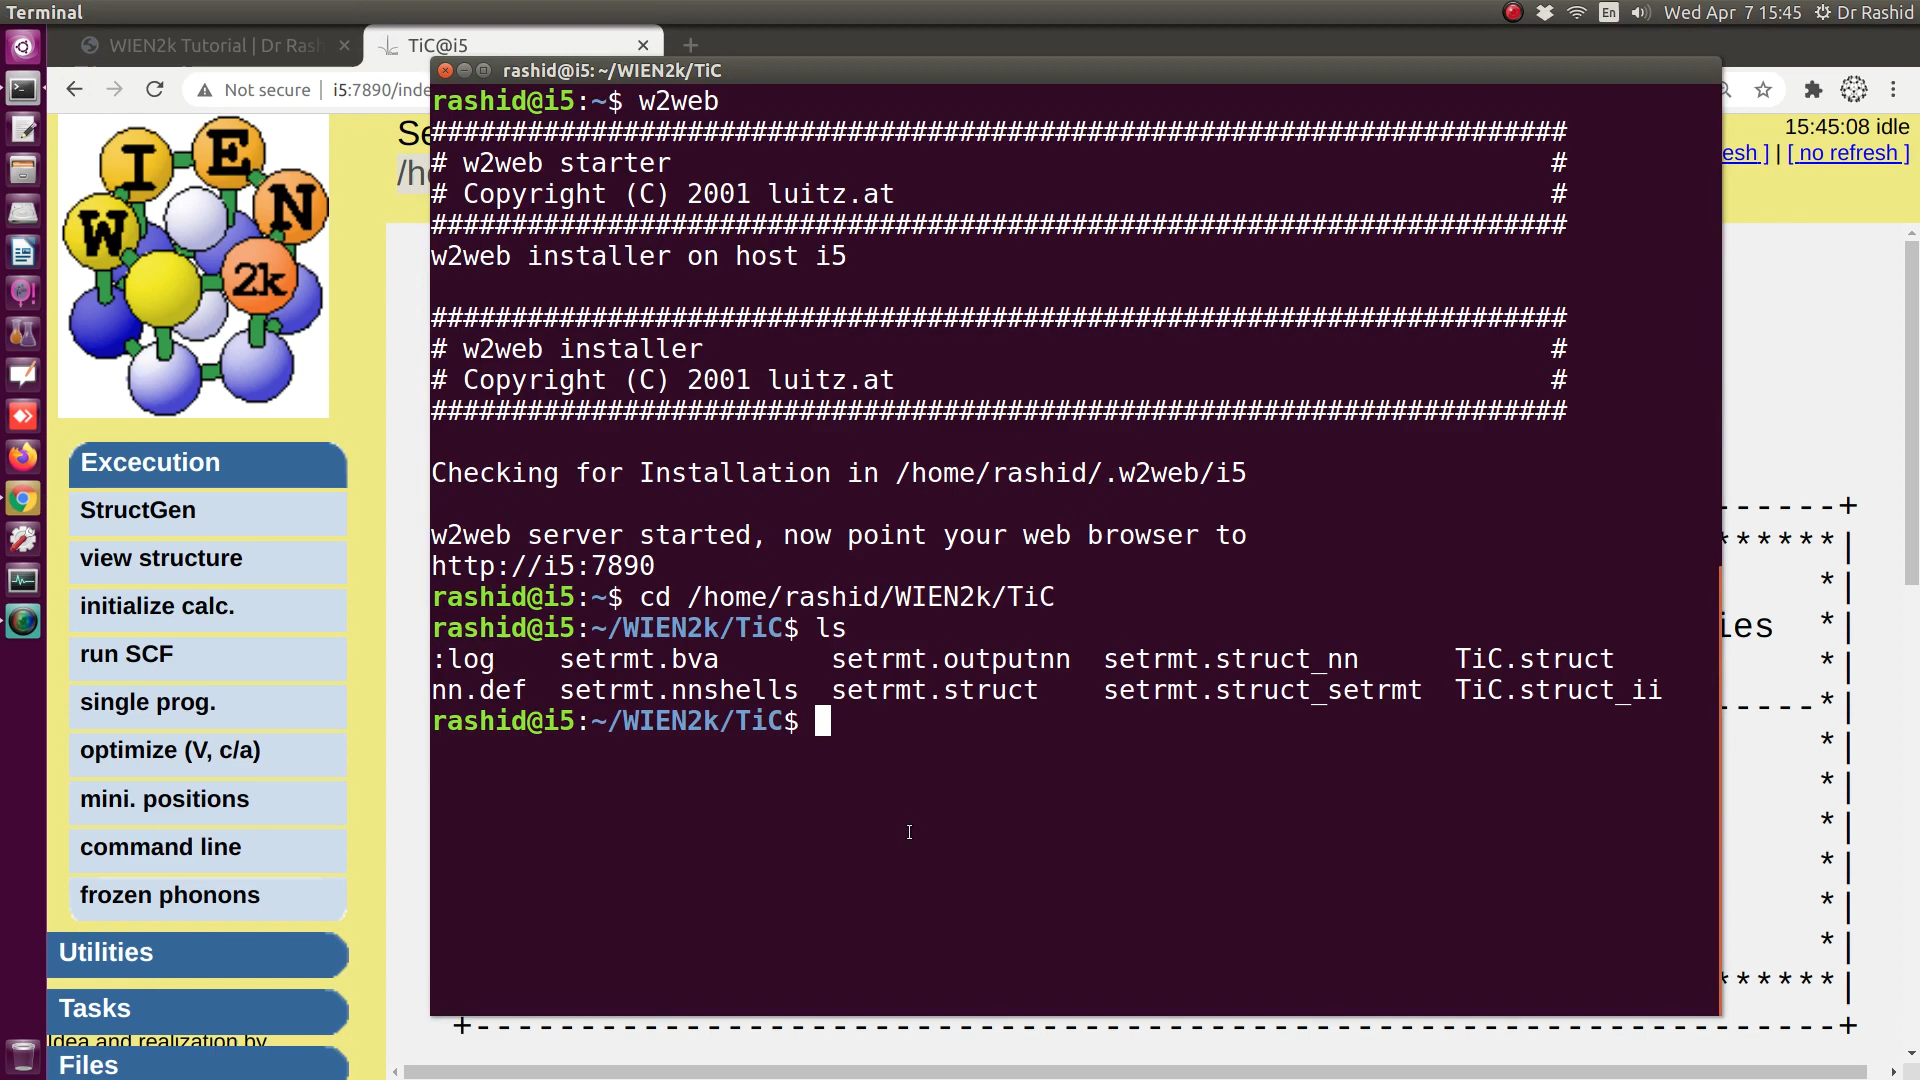 Terminal
En
Wed Apr 7 15:45
Dr Rashid
WIEN2k Tutorial | Dr Rash
TiC@i5
Not secure
i5:7890/inde
rashid@i5: ~/WIEN2k/TiC
15:45:08 idle
esh ] | [ no refresh ]
Se
/ho
W I E N 2k
Excecution
StructGen
view structure
initialize calc.
run SCF
single prog.
optimize (V, c/a)
mini. positions
command line
frozen phonons
Utilities
Tasks
Idea and realization by
Files
rashid@i5:~$ w2web
#######################################################################
# w2web starter #
# Copyright (C) 2001 luitz.at #
#######################################################################
w2web installer on host i5
#######################################################################
# w2web installer #
# Copyright (C) 2001 luitz.at #
#######################################################################
Checking for Installation in /home/rashid/.w2web/i5
w2web server started, now point your web browser to
http://i5:7890
rashid@i5:~$ cd /home/rashid/WIEN2k/TiC
rashid@i5:~/WIEN2k/TiC$ ls
:log setrmt.bva setrmt.outputnn setrmt.struct_nn TiC.struct
nn.def setrmt.nnshells setrmt.struct setrmt.struct_setrmt TiC.struct_ii
rashid@i5:~/WIEN2k/TiC$
------+
******|
*|
ies *|
*|
------*|
*|
*|
*|
*|
*|
*|
******|
+--------------------------------------------------------------------------------------+